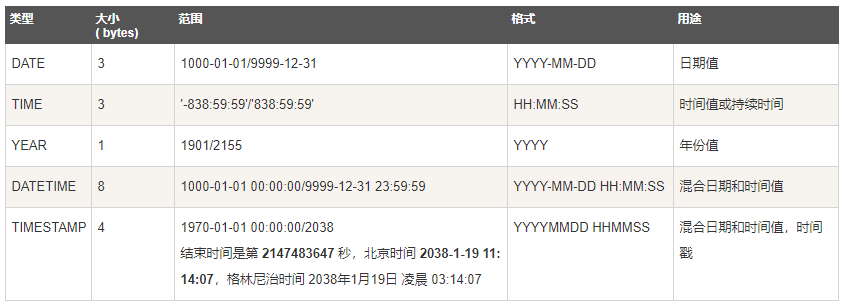 类型 大小 范围 格式 用途
( bytes)
DATE 3 1000-01-01/9999-12-31 YYYY-MM-DD 日期值
TIME 3 '-838:59:59'/'838:59:59' HH:MM:SS 时间值或持续时间
YEAR 1 1901/2155 YYYY 年份值
DATETIME 8 1000-01-01 00:00:00/9999-12-31 23:59:59 YYYY-MM-DD HH:MM:SS 混合日期和时间值
TIMESTAMP 4 1970-01-01 00:00:00/2038 YYYYMMDD HHMMSS 混合日期和时间值，时间
结束时间是第 2147483647 秒，北京时间 2038-1-19 11: 戳
14:07，格林尼治时间 2038年1月19日 凌晨 03:14:07